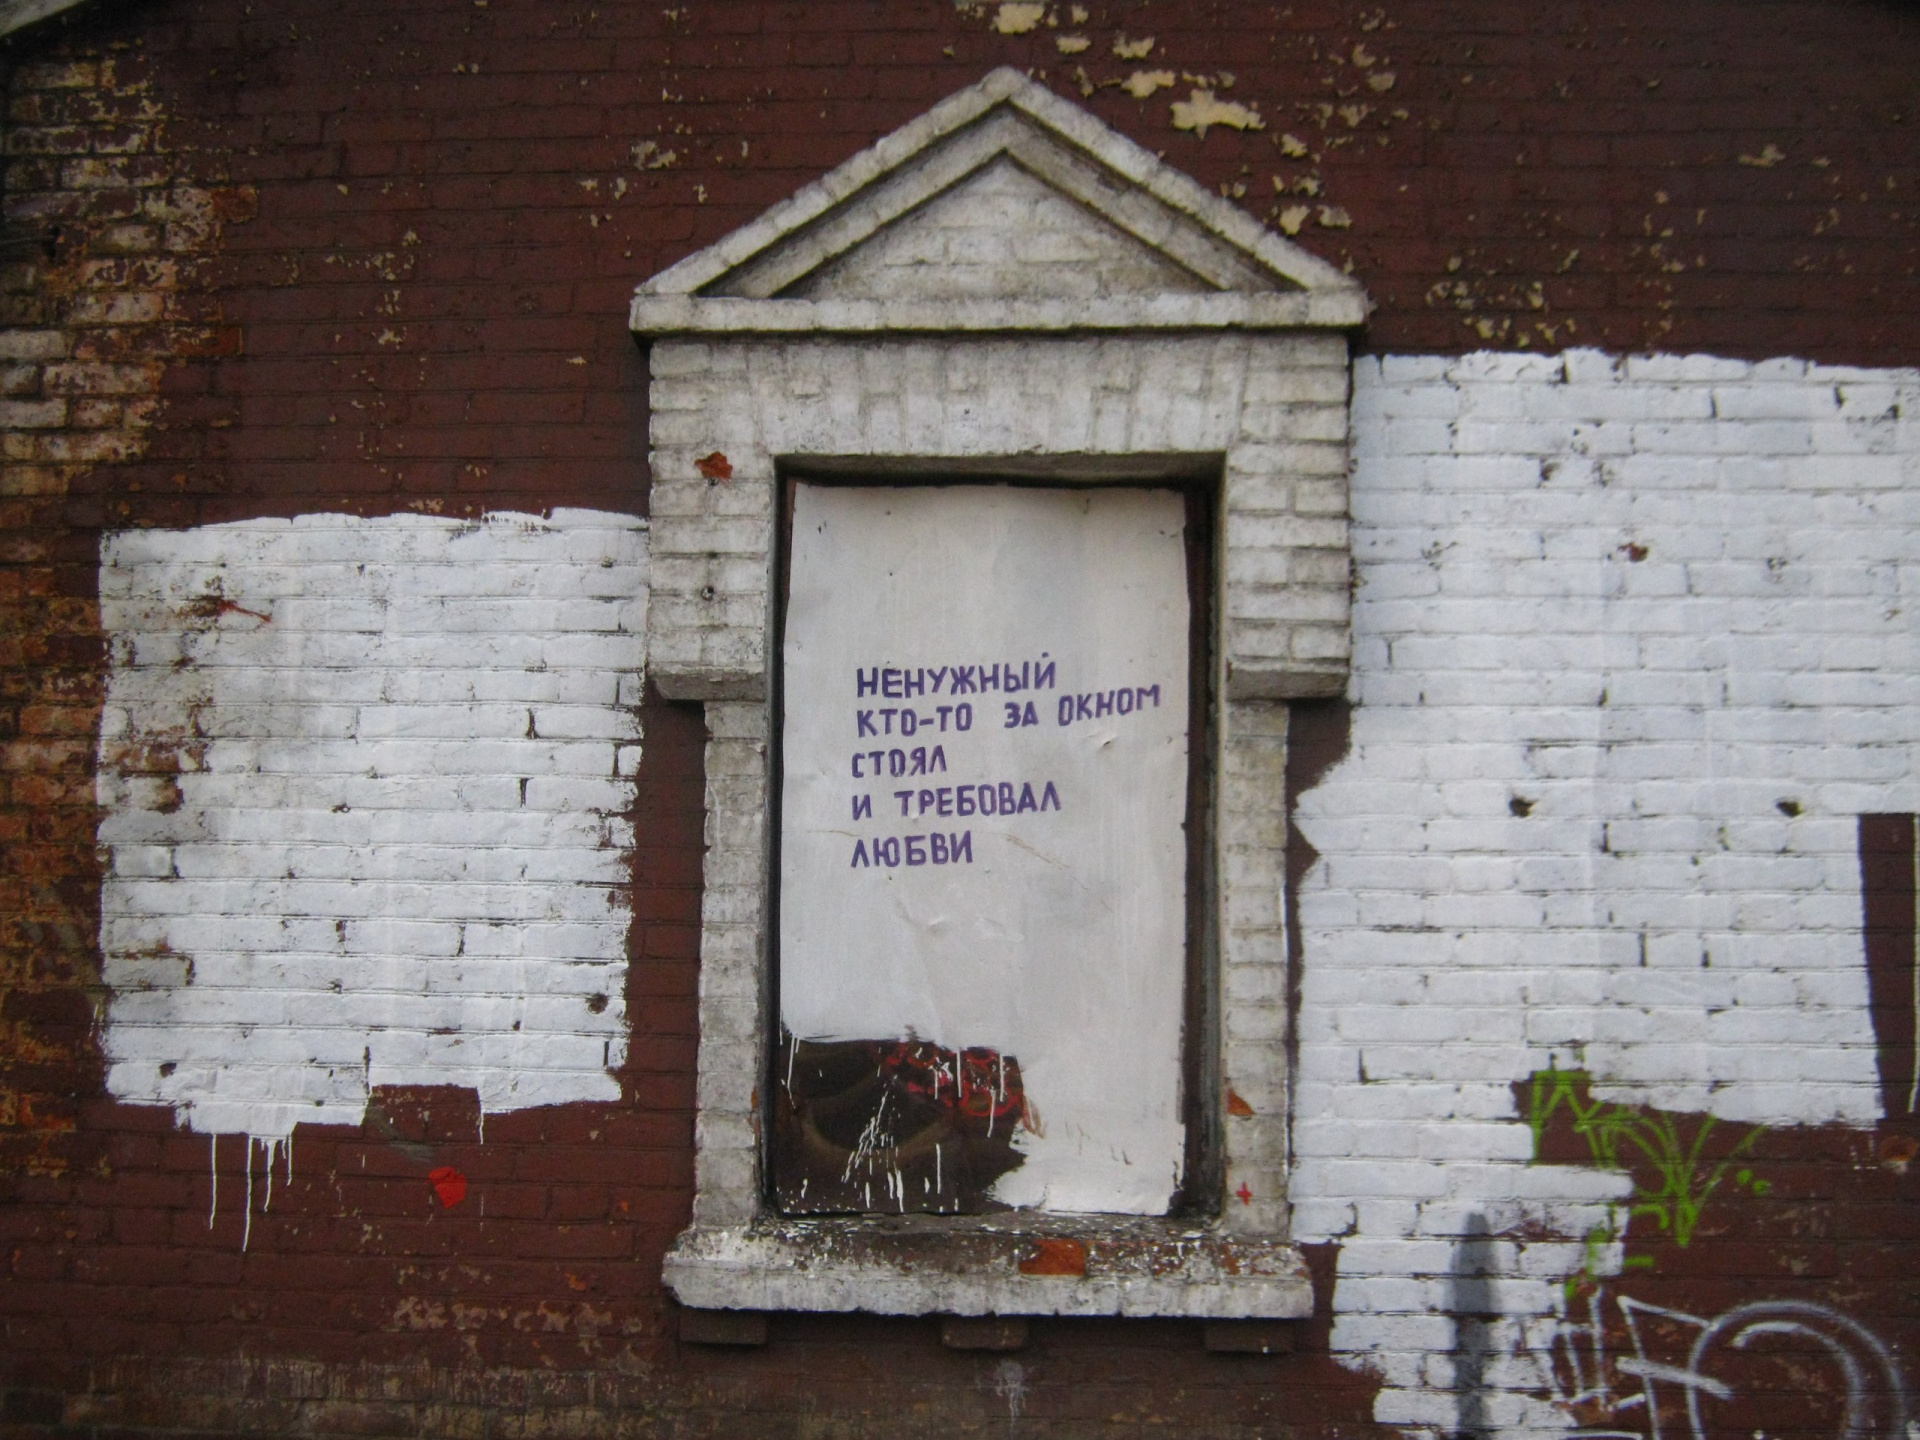 НЕНУЖНЫЙ
КТО-ТО ЗА ОКНОМ
СТОЯЛ
И ТРЕБОВАЛ
ЛЮБВИ